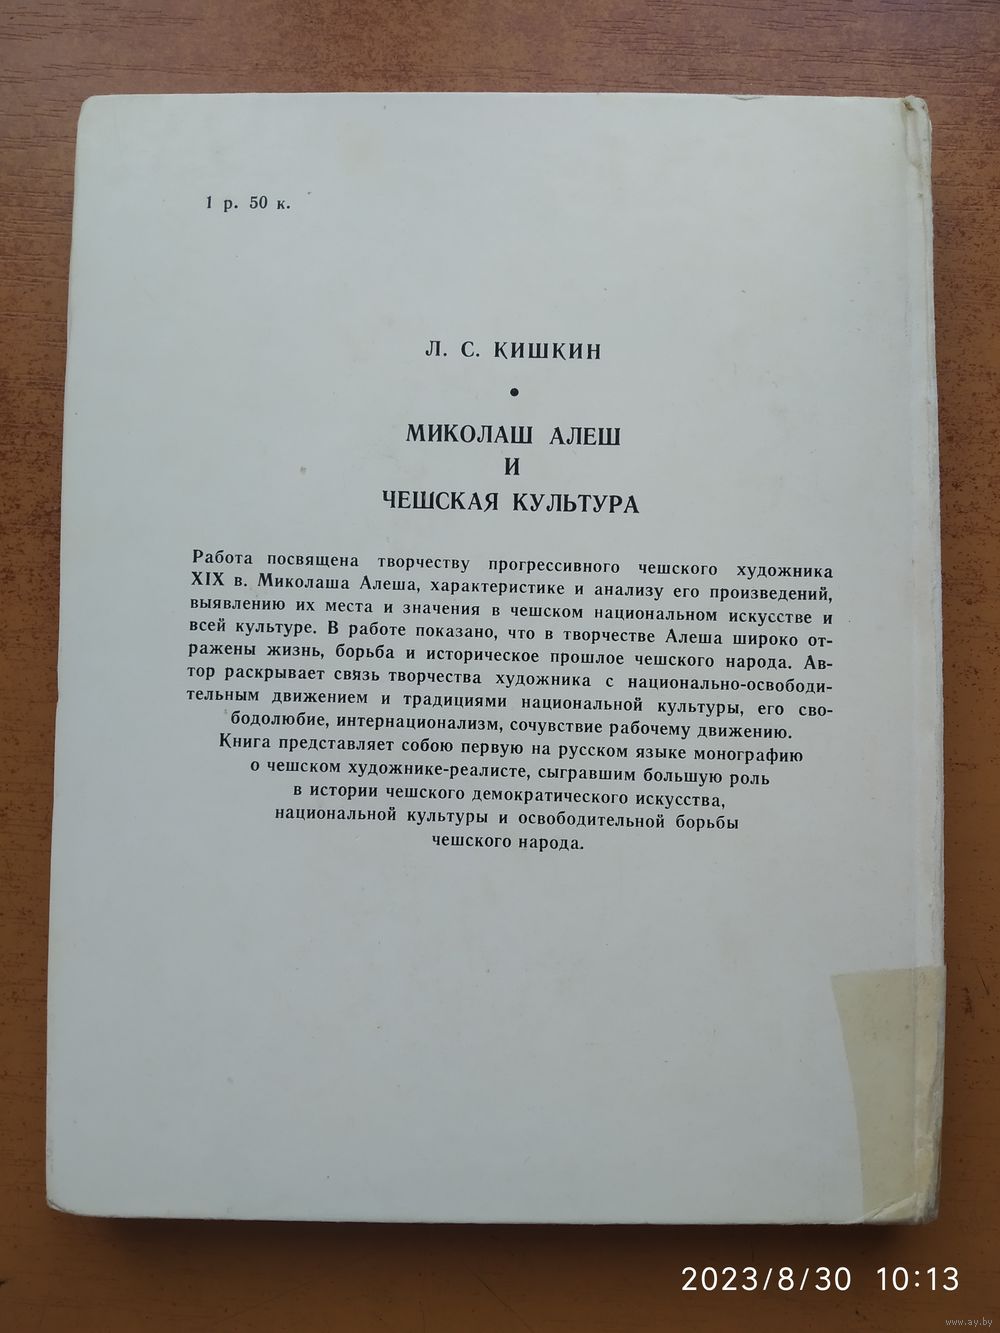 1 р. 50 к.
Л. С. КИШКИН
•
МИКОЛАШ АЛЕШ
И
ЧЕШСКАЯ КУЛЬТУРА
Работа посвящена творчеству прогрессивного чешского художника
XIX в. Миколаша Алеша, характеристике и анализу его произведений,
выявлению их места и значения в чешском национальном искусстве и
всей культуре. В работе показано, что в творчестве Алеша широко от-
ражены жизнь, борьба и историческое прошлое чешского народа. Ав-
тор раскрывает связь творчества художника с национально-освободи-
тельным движением и традициями национальной культуры, его сво-
бодолюбие, интернационализм, сочувствие рабочему движению.
Книга представляет собою первую на русском языке монографию
о чешском художнике-реалисте, сыгравшим большую роль
в истории чешского демократического искусства,
национальной культуры и освободительной борьбы
чешского народа.
2023/8/30 10:13
www.ay.by